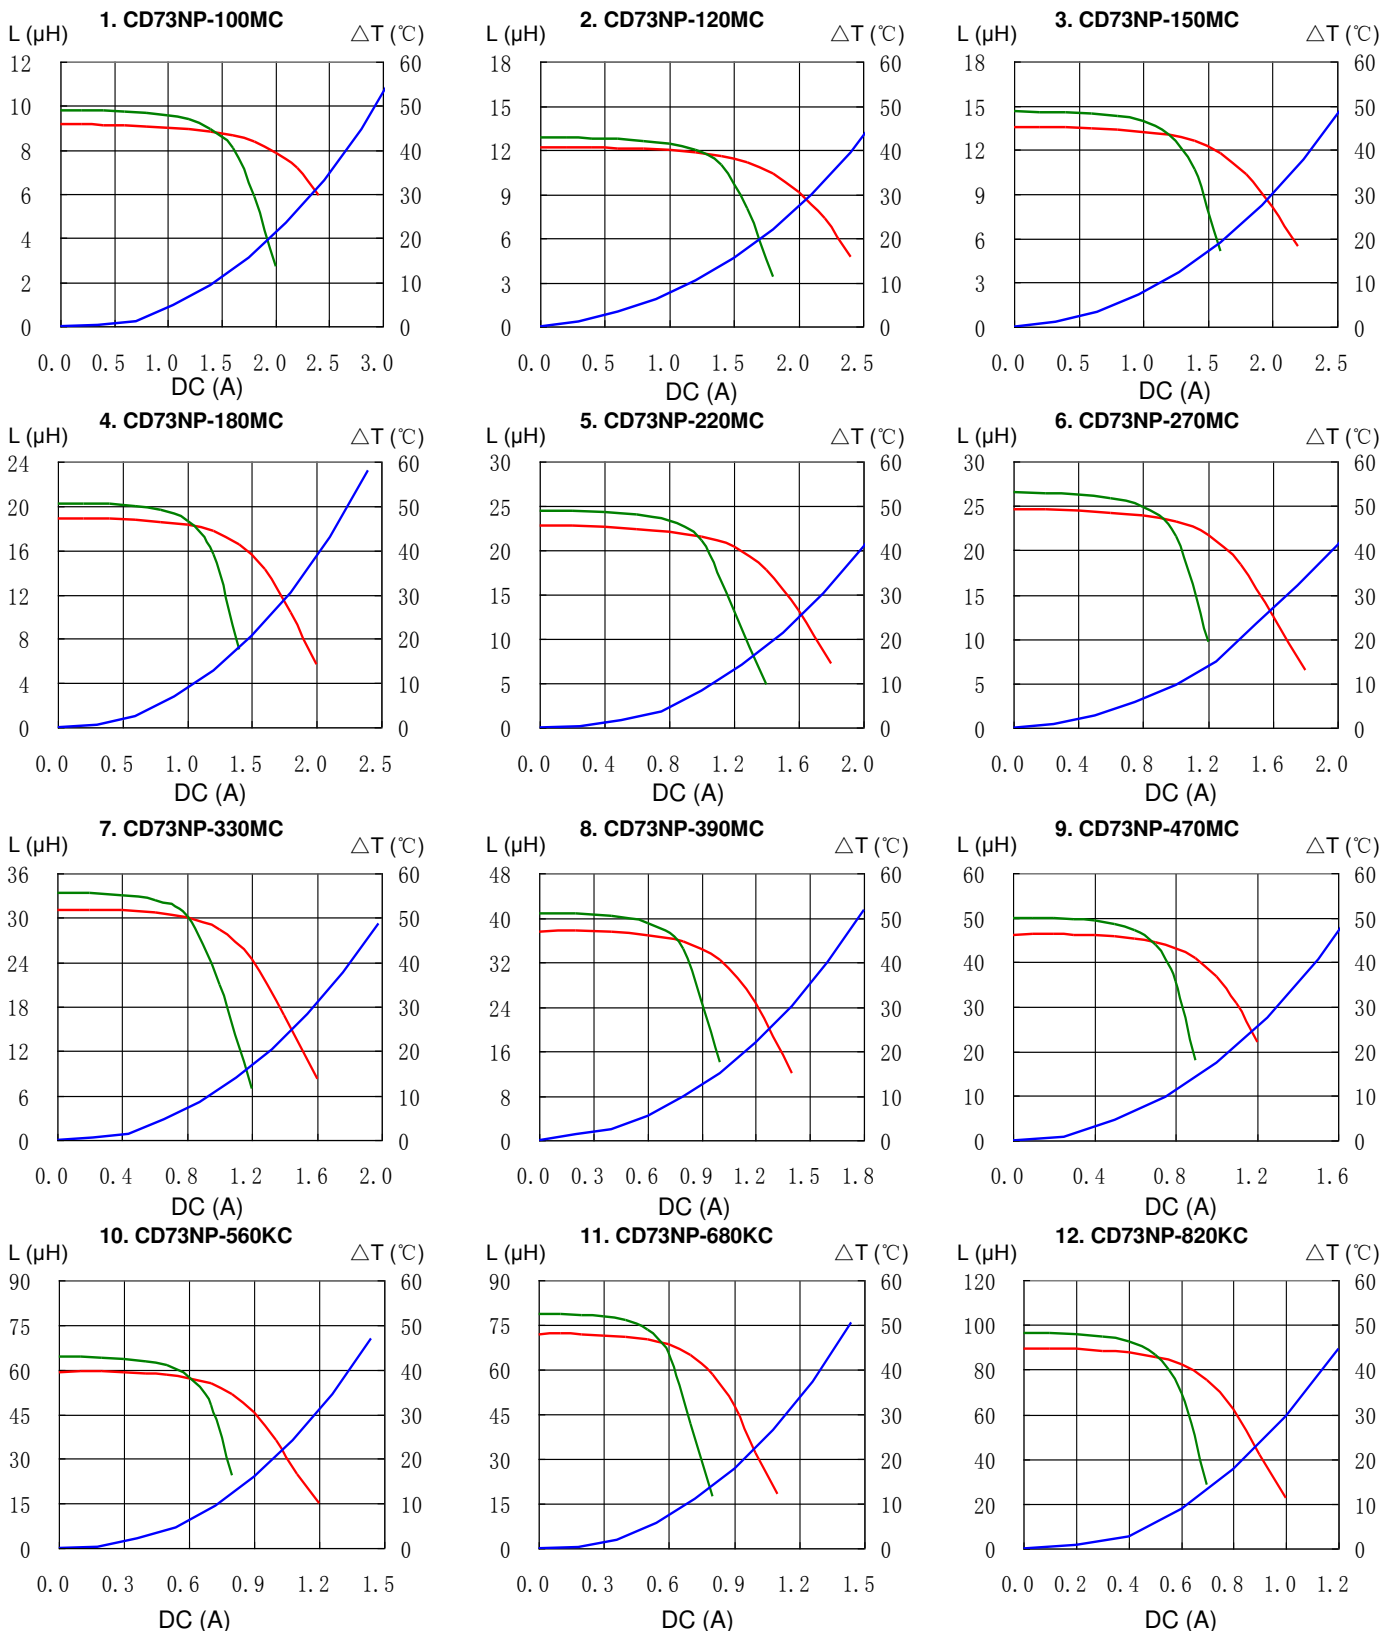 1. CD73NP-100MC
L (µH) △T (℃)
12 60
10 50
8 40
6 30
4 20
2 10
0 0
0.0 0.5 1.0 1.5 2.0 2.5 3.0
DC (A)
2. CD73NP-120MC
L (µH) △T (℃)
18 60
15 50
12 40
9 30
6 20
3 10
0 0
0.0 0.5 1.0 1.5 2.0 2.5
DC (A)
3. CD73NP-150MC
L (µH) △T (℃)
18 60
15 50
12 40
9 30
6 20
3 10
0 0
0.0 0.5 1.0 1.5 2.0 2.5
DC (A)
4. CD73NP-180MC
L (µH) △T (℃)
24 60
20 50
16 40
12 30
8 20
4 10
0 0
0.0 0.5 1.0 1.5 2.0 2.5
DC (A)
5. CD73NP-220MC
L (µH) △T (℃)
30 60
25 50
20 40
15 30
10 20
5 10
0 0
0.0 0.4 0.8 1.2 1.6 2.0
DC (A)
6. CD73NP-270MC
L (µH) △T (℃)
30 60
25 50
20 40
15 30
10 20
5 10
0 0
0.0 0.4 0.8 1.2 1.6 2.0
DC (A)
7. CD73NP-330MC
L (µH) △T (℃)
36 60
30 50
24 40
18 30
12 20
6 10
0 0
0.0 0.4 0.8 1.2 1.6 2.0
DC (A)
8. CD73NP-390MC
L (µH) △T (℃)
48 60
40 50
32 40
24 30
16 20
8 10
0 0
0.0 0.3 0.6 0.9 1.2 1.5 1.8
DC (A)
9. CD73NP-470MC
L (µH) △T (℃)
60 60
50 50
40 40
30 30
20 20
10 10
0 0
0.0 0.4 0.8 1.2 1.6
DC (A)
10. CD73NP-560KC
L (µH) △T (℃)
90 60
75 50
60 40
45 30
30 20
15 10
0 0
0.0 0.3 0.6 0.9 1.2 1.5
DC (A)
11. CD73NP-680KC
L (µH) △T (℃)
90 60
75 50
60 40
45 30
30 20
15 10
0 0
0.0 0.3 0.6 0.9 1.2 1.5
DC (A)
12. CD73NP-820KC
L (µH) △T (℃)
120 60
100 50
80 40
60 30
40 20
20 10
0 0
0.0 0.2 0.4 0.6 0.8 1.0 1.2
DC (A)